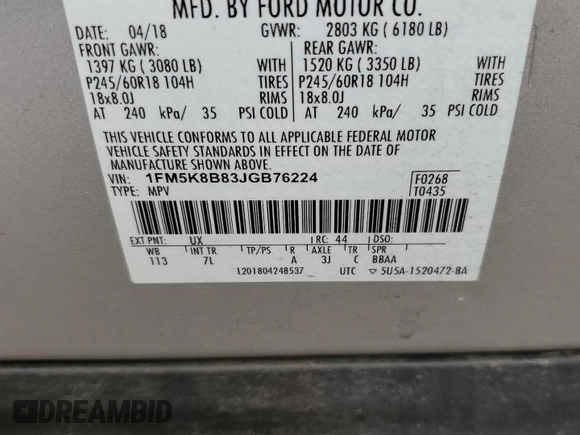 MFD. BY FORD MOTOR CO.
DATE: 04/18 GVWR: 2803 KG ( 6180 LB)
FRONT GAWR: REAR GAWR:
1397 KG ( 3080 LB) WITH 1520 KG ( 3350 LB) WITH
P245/60R18 104H TIRES P245/60R18 104H TIRES
18x8.0J RIMS 18x8.0J RIMS
AT 240 kPa/ 35 PSI COLD AT 240 kPa/ 35 PSI COLD
THIS VEHICLE CONFORMS TO ALL APPLICABLE FEDERAL MOTOR
VEHICLE SAFETY STANDARDS IN EFFECT ON THE DATE OF
MANUFACTURE SHOWN ABOVE.
VIN: 1FM5K8B83JGB76224 F0268
TYPE: MPV T0435
EXT PNT: UX RC: 44 DSO:
WB INT TR TP/PS R AXLE TR SPR
113 7L A 3J C BBAA
1201804248537 UTC ▽ 5U5A-1520472-8A
DREAMBID